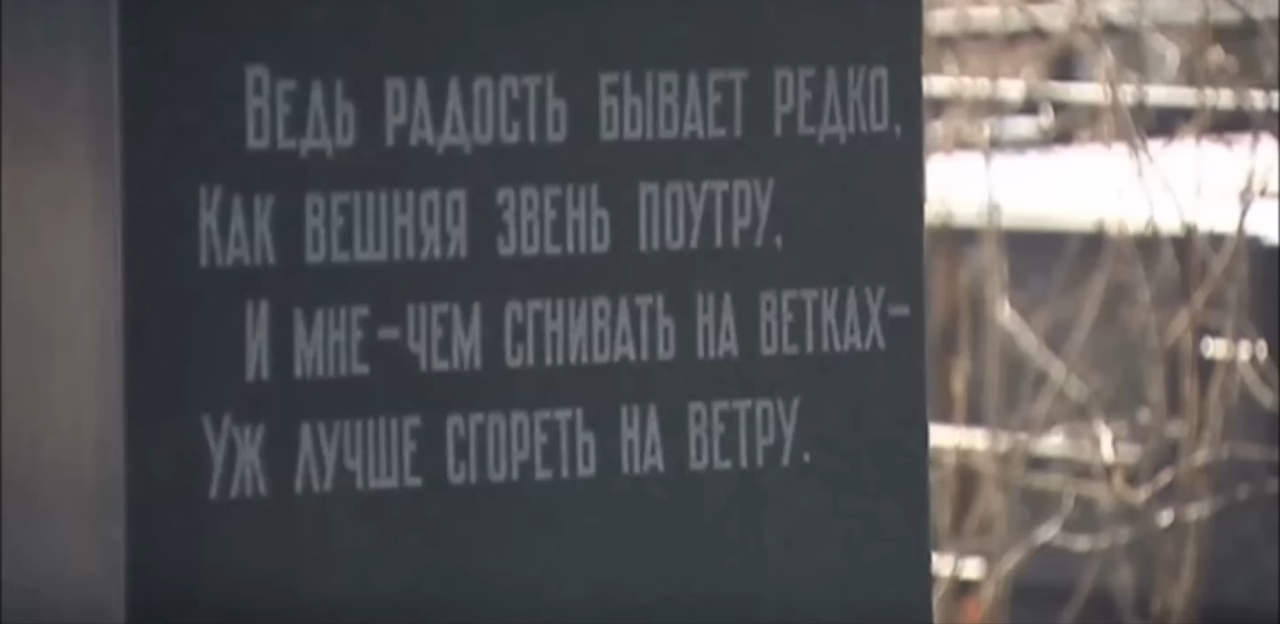 Ведь радость бывает редко,
Как вешняя звень поутру,
И мне-чем сгнивать на ветках-
Уж лучше сгореть на ветру.